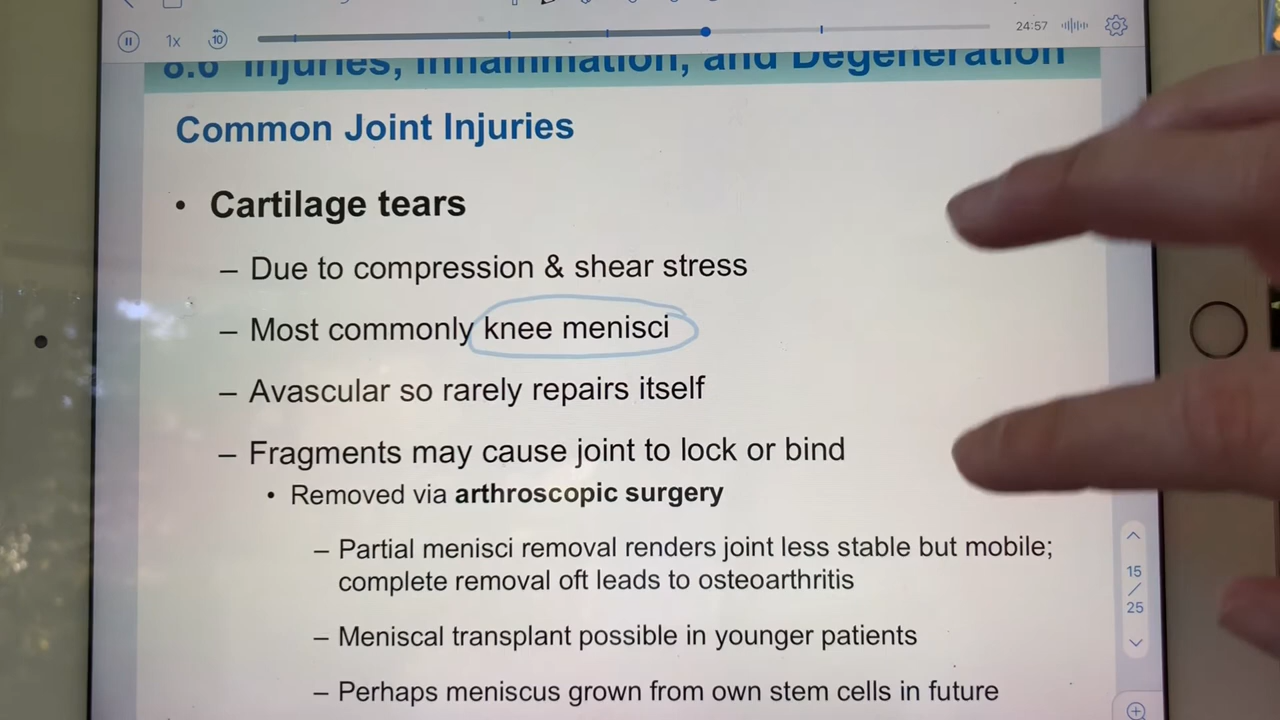 1x 10 24:57
8.6 Injuries, Inflammation, and Degeneration
Common Joint Injuries
• Cartilage tears
– Due to compression & shear stress
– Most commonly knee menisci
– Avascular so rarely repairs itself
– Fragments may cause joint to lock or bind
• Removed via arthroscopic surgery
– Partial menisci removal renders joint less stable but mobile;
complete removal oft leads to osteoarthritis
– Meniscal transplant possible in younger patients
– Perhaps meniscus grown from own stem cells in future
15
/
25